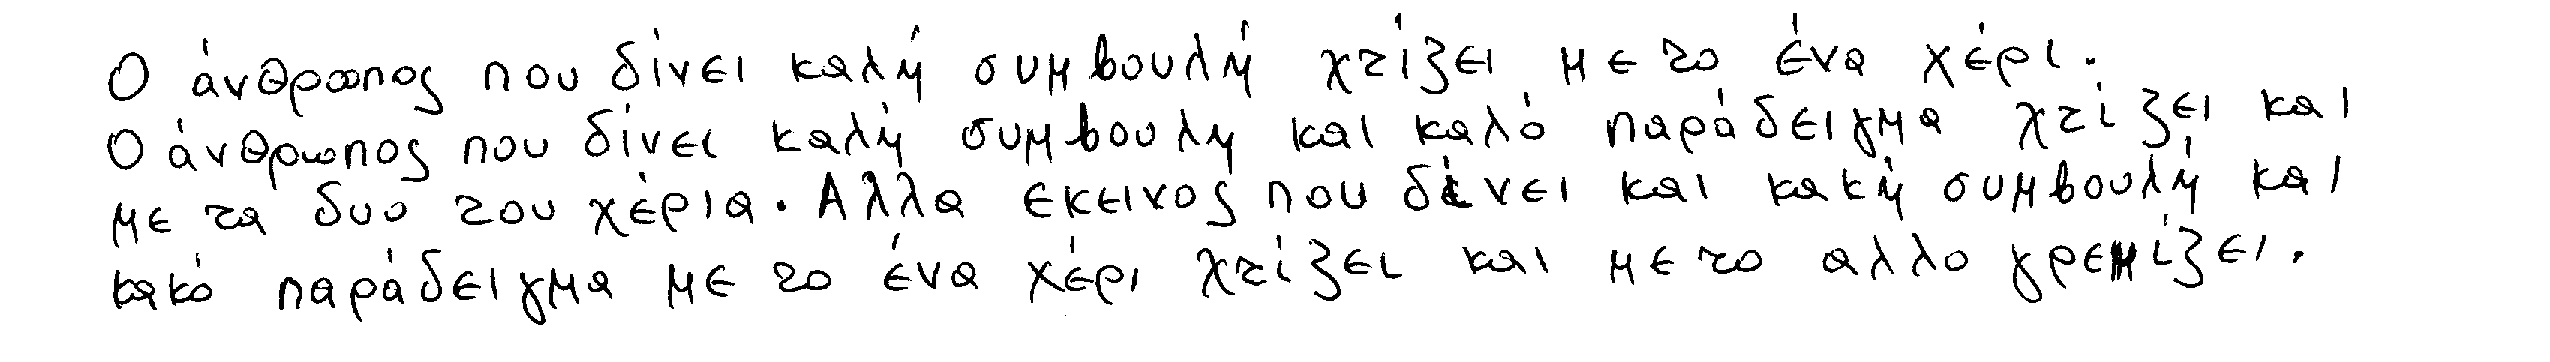 Ο άνθρωπος που δίνει καλή συμβουλή χτίζει με το ένα χέρι.
Ο άνθρωπος που δίνει καλή συμβουλη και καλό παράδειγμα χτίζει και
με τα δυο του χέρια. Αλλα εκεινος που δίνει και κακή συμβουλή και
κακό παράδειγμα με το ένα χέρι χτίζει και με το αλλο γρεμίζει.